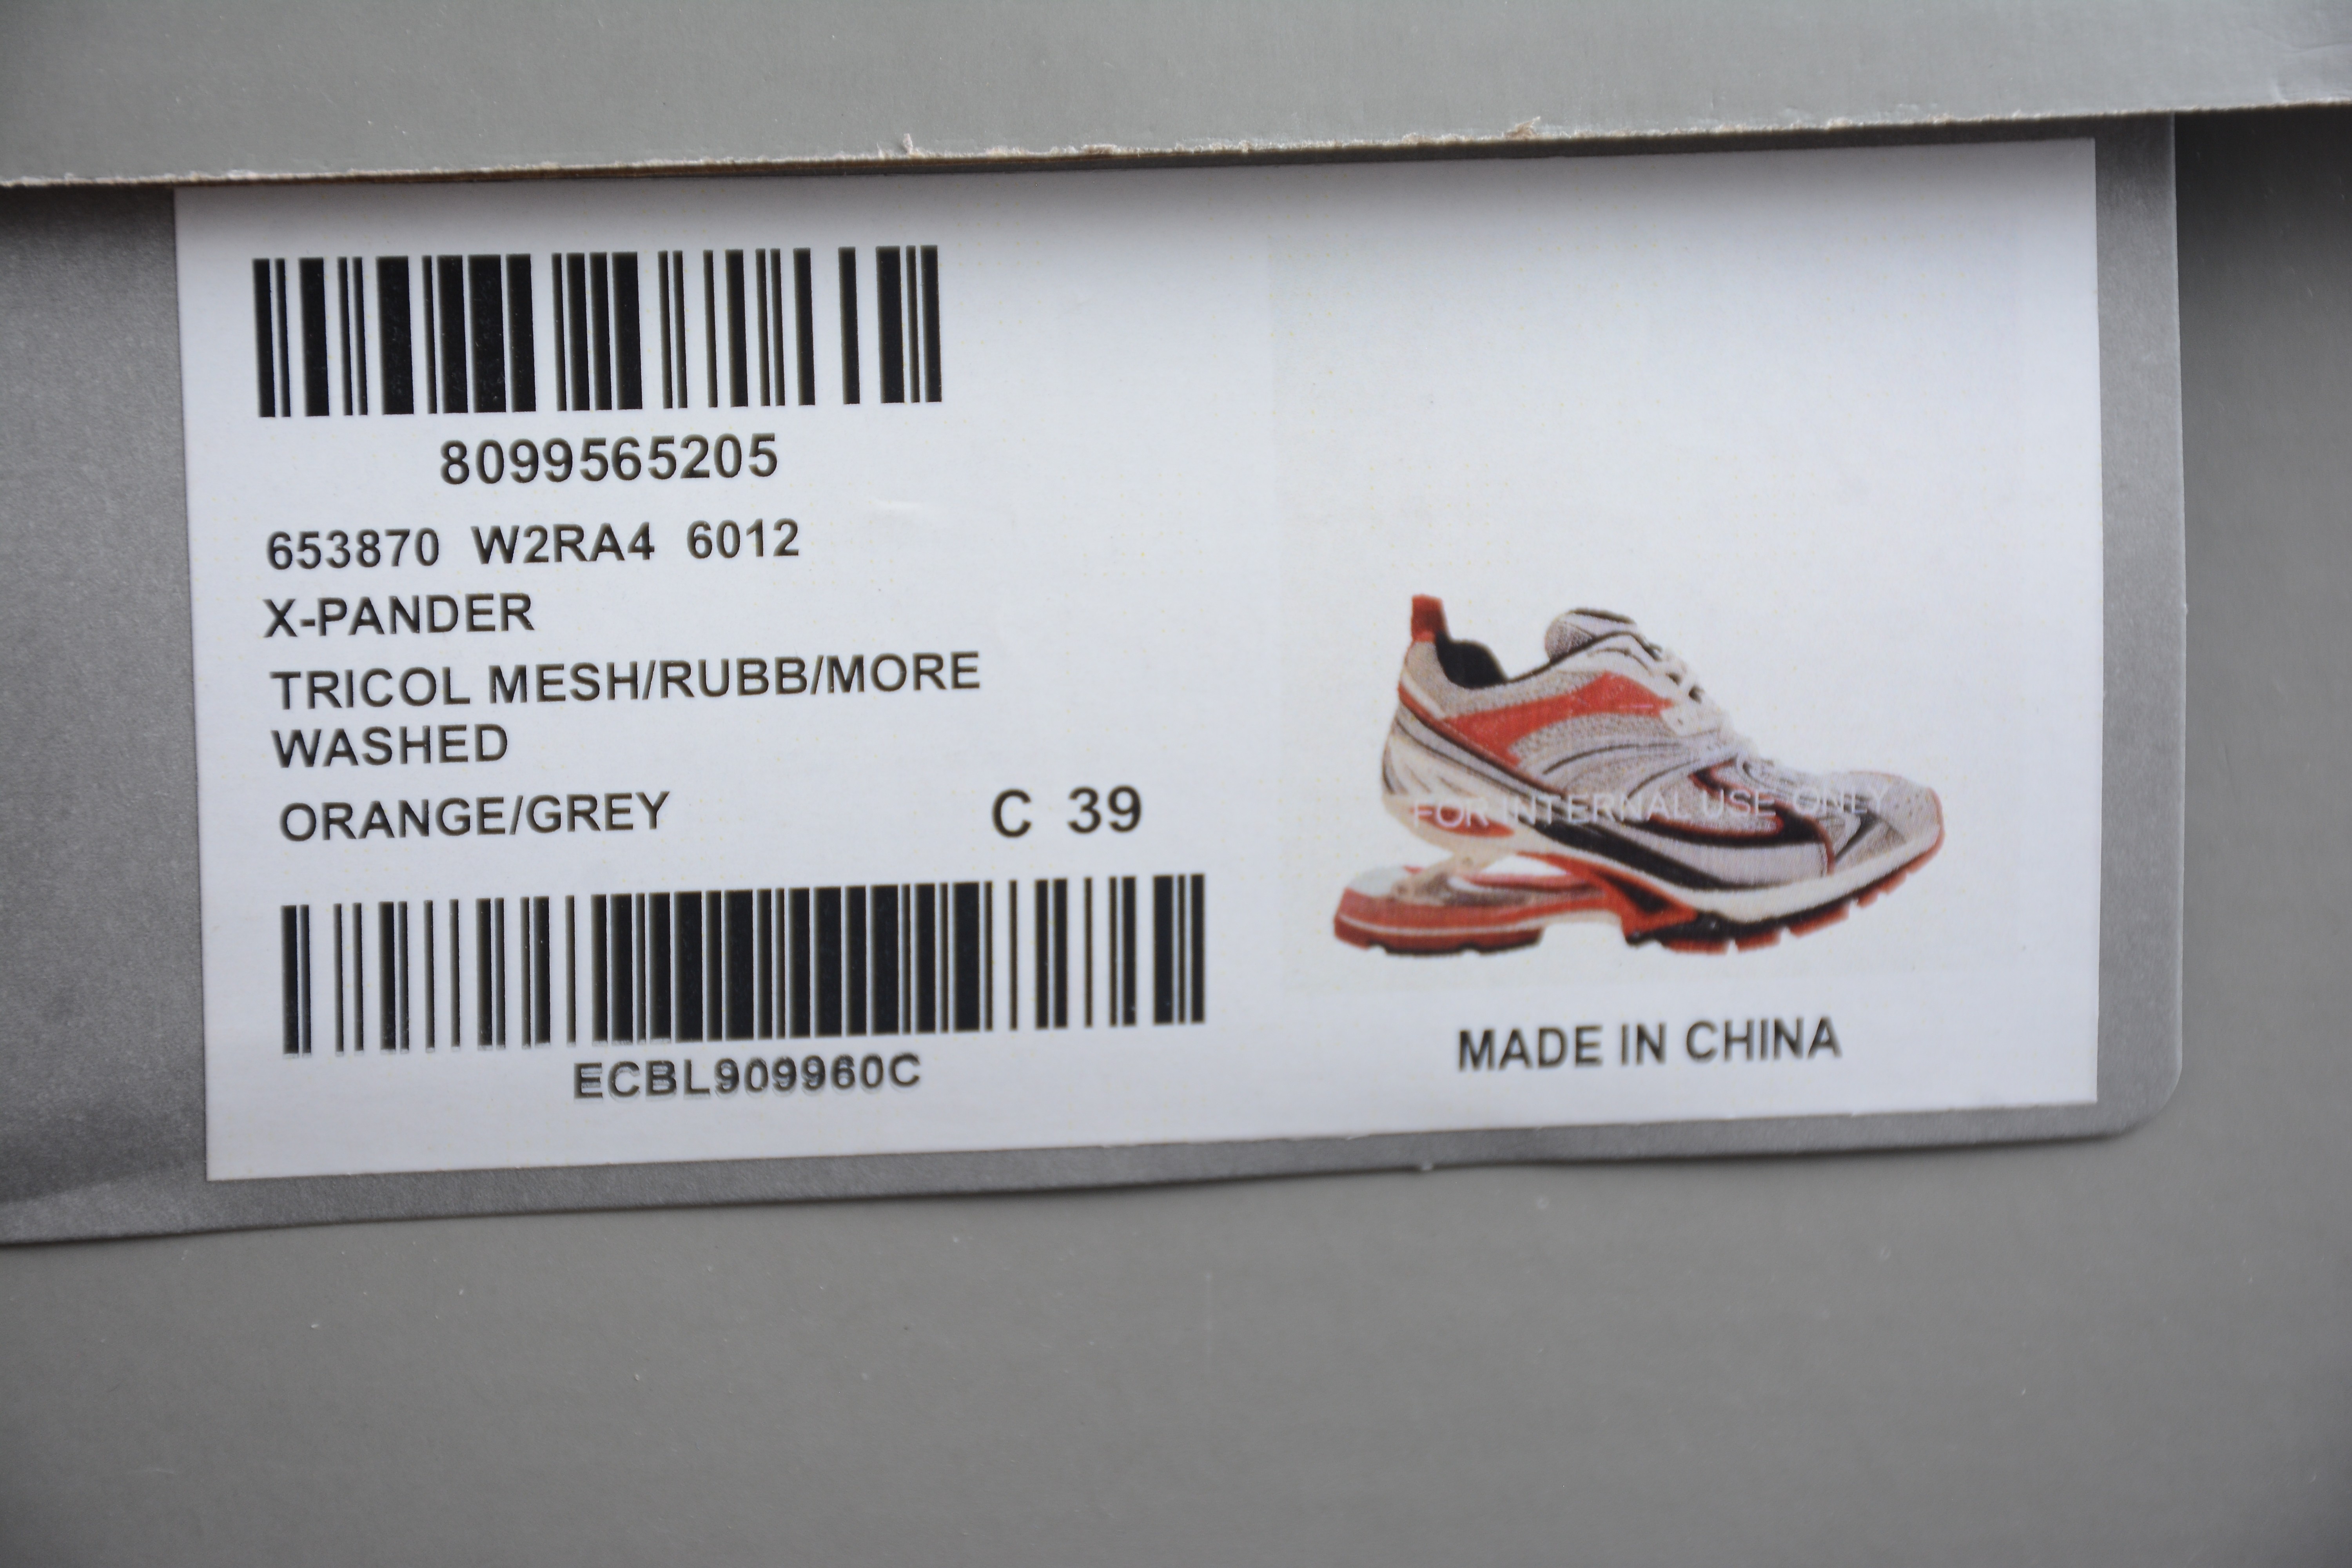 8099565205
653870 W2RA4 6012
X-PANDER
TRICOL MESH/RUBB/MORE
WASHED
ORANGE/GREY C 39
ECBL909960C
FOR INTERNAL USE ONLY
MADE IN CHINA